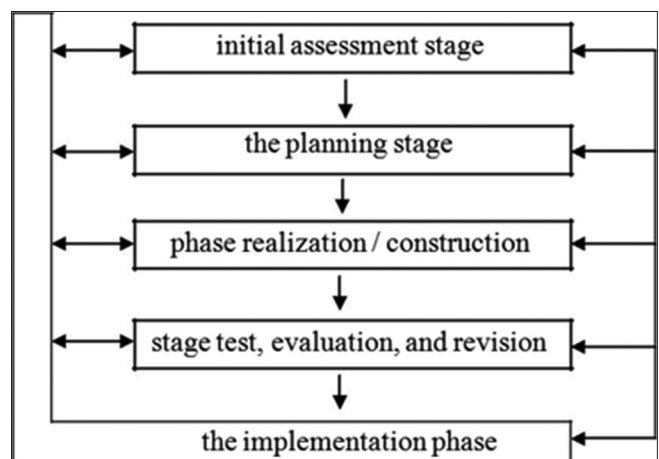 initial assessment stage
the planning stage
phase realization / construction
stage test, evaluation, and revision
the implementation phase